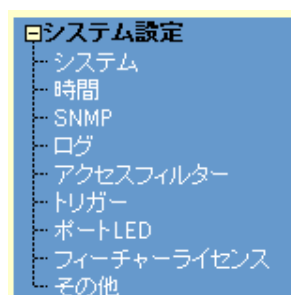 システム設定
システム
時間
SNMP
ログ
アクセスフィルター
トリガー
ポートLED
フィーチャーライセンス
その他